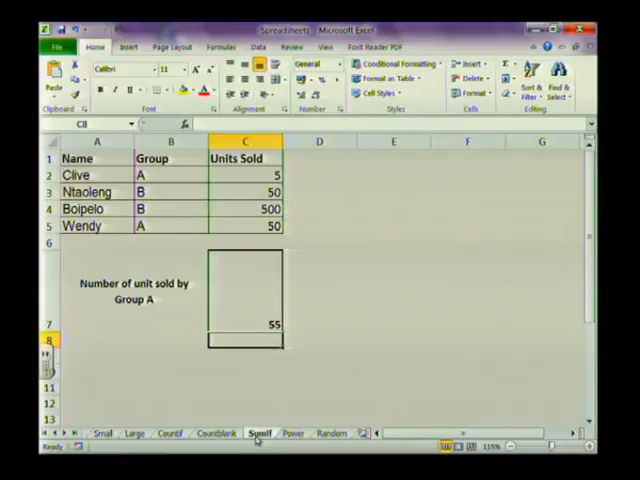 Spreadsheets - Microsoft Excel
File Home Insert Page Layout Formulas Data Review View Foxit Reader PDF
Paste Calibri 11 General Conditional Formatting Insert
Format as Table Delete Sort & Find &
Cell Styles Format Filter Select
Clipboard Font Alignment Number Styles Cells Editing
C8 fx
A B C D E F G
1 Name Group Units Sold
2 Clive A 5
3 Ntaoleng B 50
4 Boipelo B 500
5 Wendy A 50
6
Number of unit sold by
Group A
7 55
8
11
12
13
Small Large Countif Countblank Sumif Power Random
Ready 115%